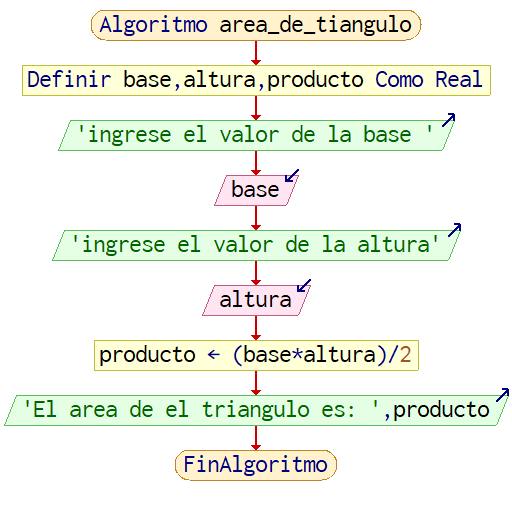 Algoritmo area_de_tiangulo
Definir base,altura,producto Como Real
'ingrese el valor de la base '
base
'ingrese el valor de la altura'
altura
producto ← (base*altura)/2
'El area de el triangulo es: ',producto
FinAlgoritmo